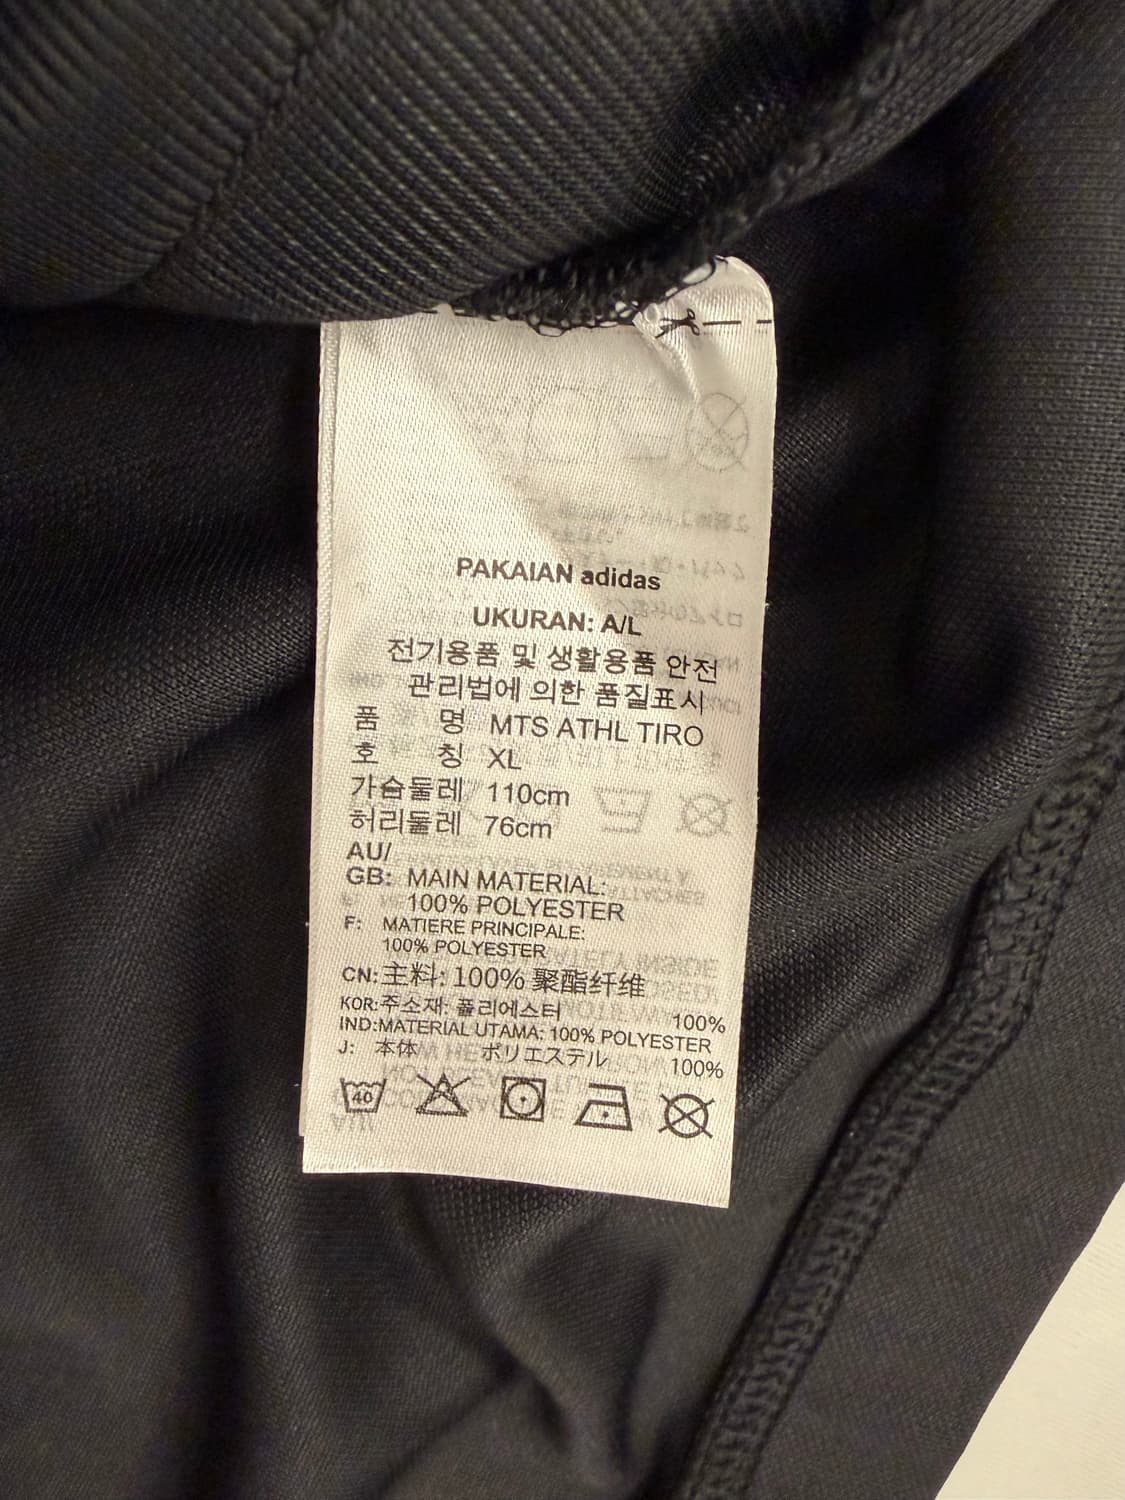 PAKAIAN adidas
UKURAN: A/L
전기용품 및 생활용품 안전
관리법에 의한 품질표시
품 명 MTS ATHL TIRO
호 칭 XL
가슴둘레 110cm
허리둘레 76cm
AU/
GB: MAIN MATERIAL:
100% POLYESTER
F: MATIERE PRINCIPALE:
100% POLYESTER
CN:主料: 100% 聚酯纤维
KOR:주소재: 폴리에스터 100%
IND:MATERIAL UTAMA: 100% POLYESTER
J: 本体 ポリエステル 100%
40